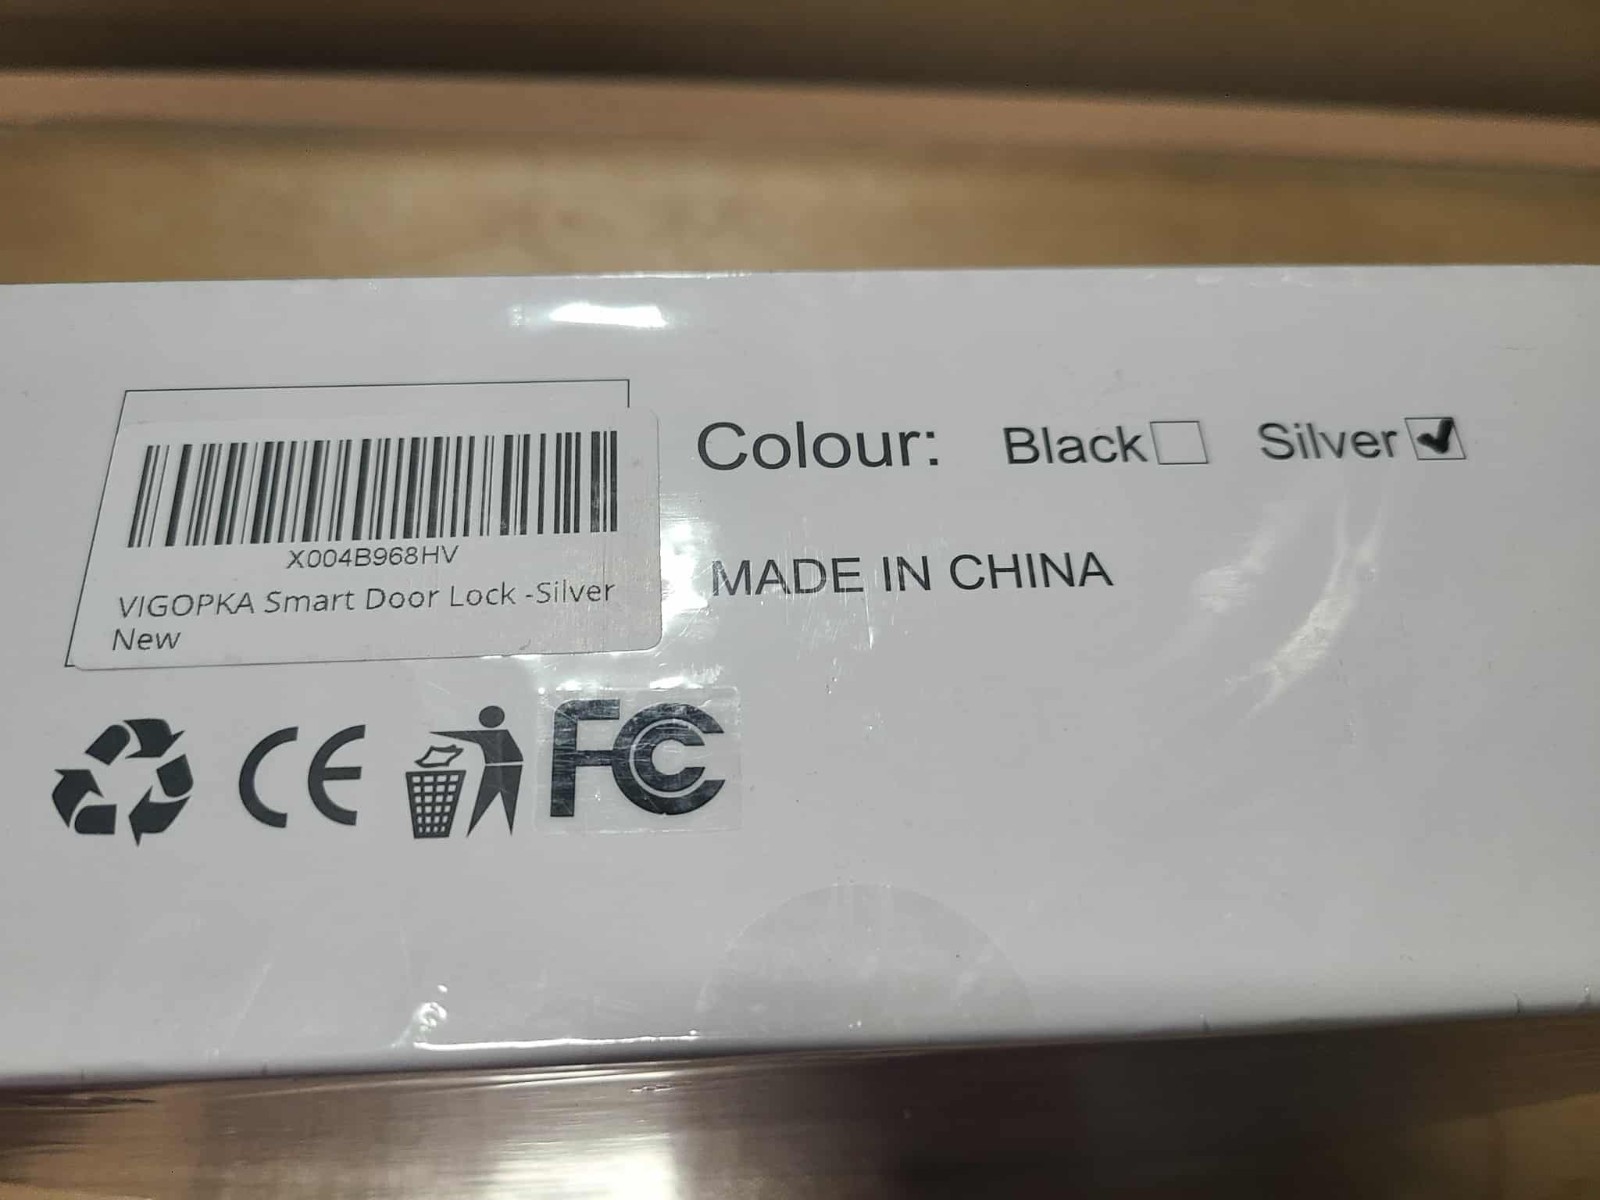 Colour: Black Silver
X004B968HV
VIGOPKA Smart Door Lock -Silver
New
MADE IN CHINA
CE
FC